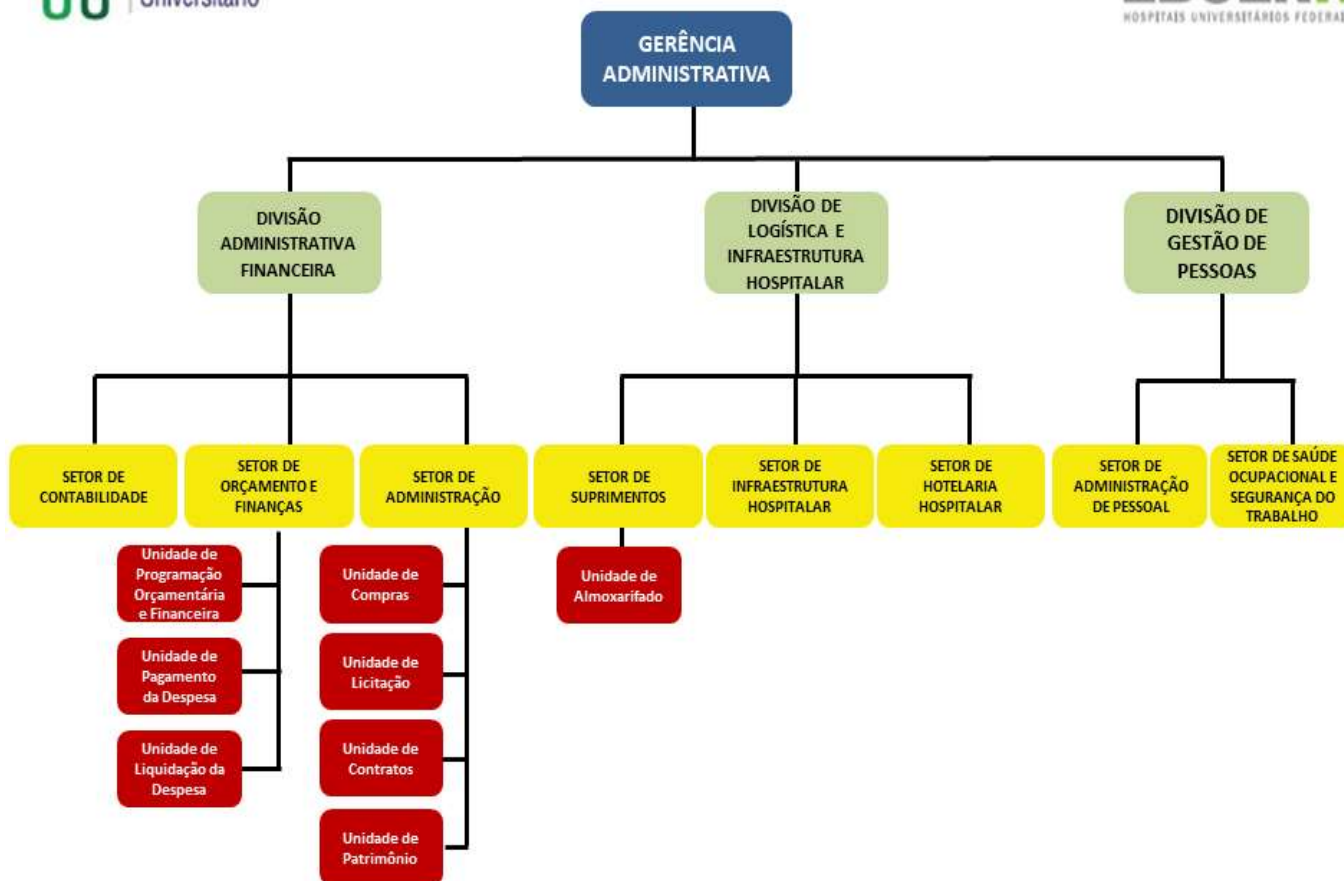 Universitário
HOSPITAIS UNIVERSITÁRIOS
GERÊNCIA
ADMINISTRATIVA
DIVISÃO
ADMINISTRATIVA
FINANCEIRA
DIVISÃO DE
LOGÍSTICA E
INFRAESTRUTURA
HOSPITALAR
DIVISÃO DE
GESTÃO DE
PESSOAS
SETOR DE
CONTABILIDADE
SETOR DE
ORÇAMENTO E
FINANÇAS
SETOR DE
ADMINISTRAÇÃO
SETOR DE
SUPRIMENTOS
SETOR DE
INFRAESTRUTURA
HOSPITALAR
SETOR DE
HOTELARIA
HOSPITALAR
SETOR DE
ADMINISTRAÇÃO
DE PESSOAL
SETOR DE SAÚDE
OCUPACIONAL E
SEGURANÇA DO
TRABALHO
Unidade de
Programação
Orçamentária
e Financeira
Unidade de
Pagamento
da Despesa
Unidade de
Liquidação da
Despesa
Unidade de
Compras
Unidade de
Licitação
Unidade de
Contratos
Unidade de
Patrimônio
Unidade de
Almoxarifado